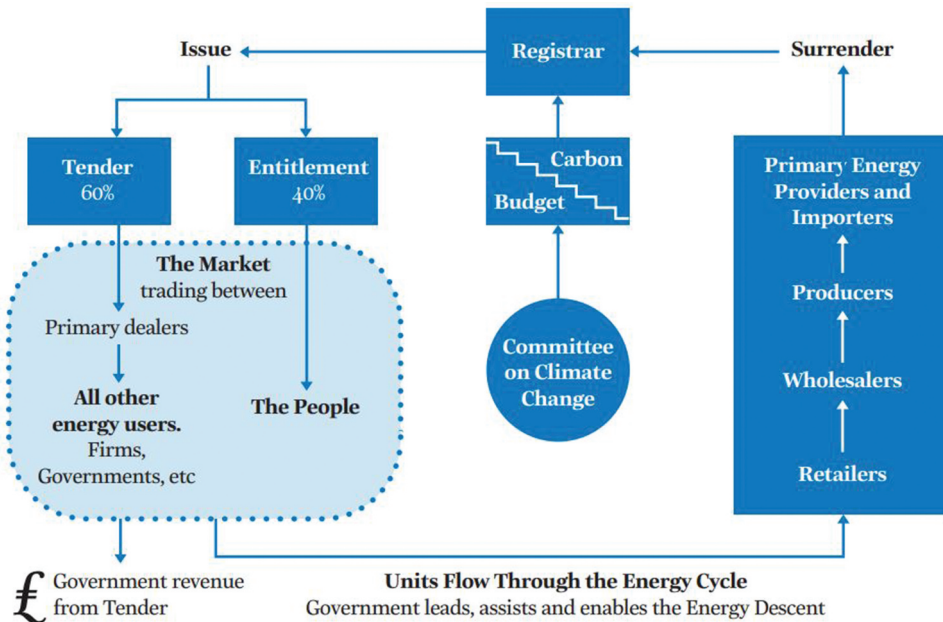 Issue
Registrar
Surrender
Tender
60%
Entitlement
40%
Carbon
Budget
Primary Energy
Providers and
Importers
The Market
trading between
Primary dealers
All other
energy users.
Firms,
Governments, etc
The People
Committee
on Climate
Change
Producers
Wholesalers
Retailers
£ Government revenue
from Tender
Units Flow Through the Energy Cycle
Government leads, assists and enables the Energy Descent